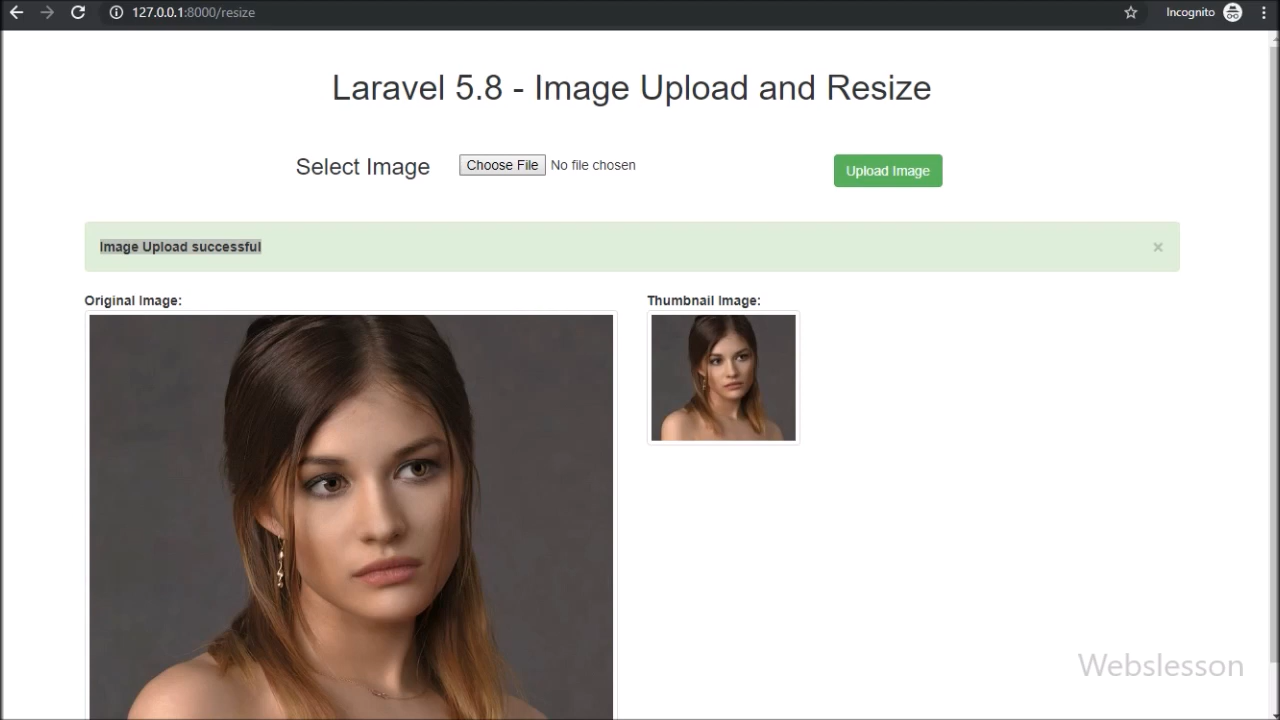 127.0.0.1:8000/resize
Incognito
Laravel 5.8 - Image Upload and Resize
Select Image Choose File No file chosen Upload Image
Image Upload successful ×
Original Image: Thumbnail Image:
Webslesson